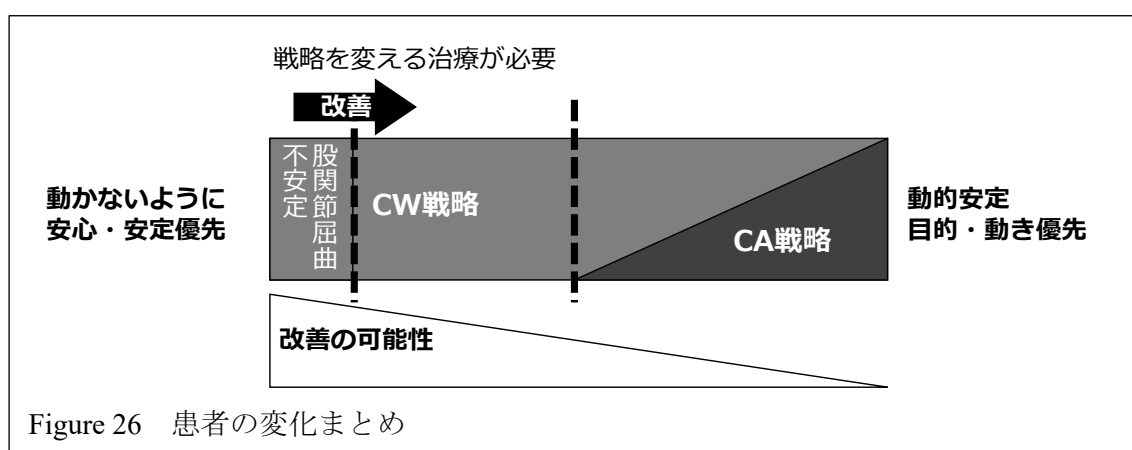 戦略を変える治療が必要
改善
股関節屈曲
不安定
動かないように
安心・安定優先
CW戦略
CA戦略
動的安定
目的・動き優先
改善の可能性
Figure 26　患者の変化まとめ